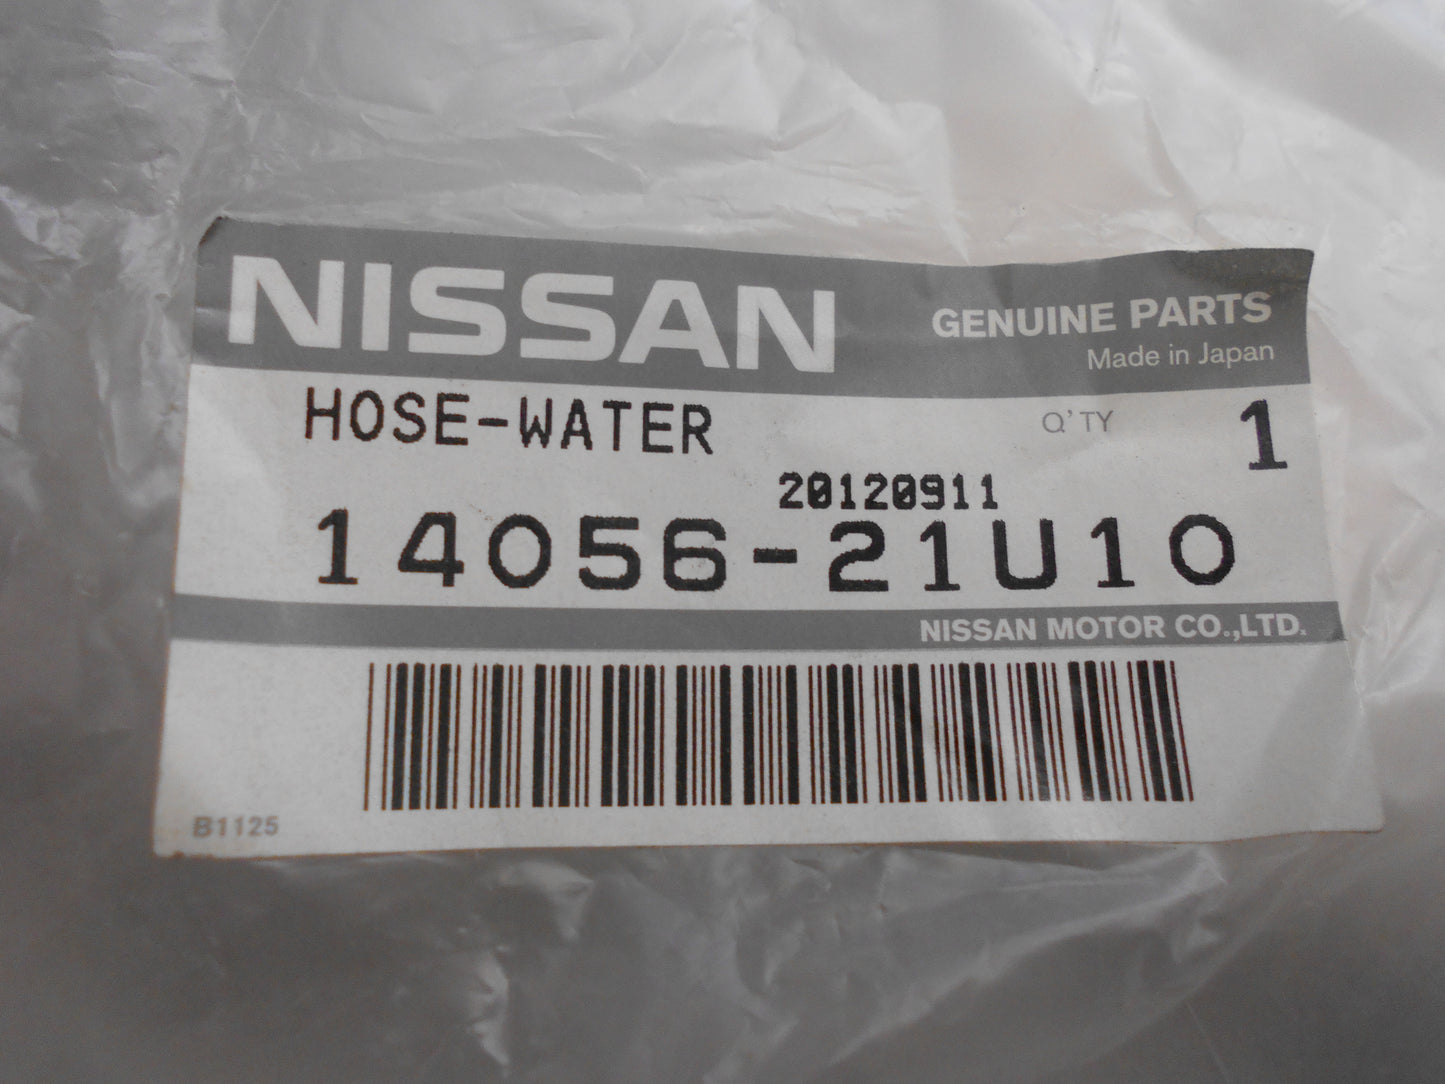 NISSAN
GENUINE PARTS
Made in Japan
HOSE-WATER
Q'TY 1
20120911
14056-21U10
NISSAN MOTOR CO.,LTD.
B1125